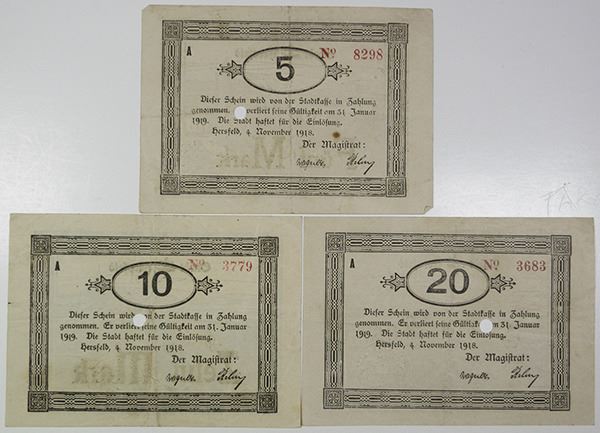 A
5
Nº 8298
Dieser Schein wird von der Stadtkasse in Zahlung
genommen. verliert seine Gültigkeit am 31 Januar
1919. Die Stadt haftet für die Einlösung.
Hersfeld, 4 November 1918.
Der Magistrat:
Mark
A
10
Nº 3779
Dieser Schein wird von der Stadtkasse in Zahlung
genommen. Er verliert seine Gültigkeit am 31. Januar
1919. Die Stadt haftet für die Einlösung.
Hersfeld, 4 November 1918.
Der Magistrat:
Mark
A
20
Nº 3683
Dieser Schein wird von der Stadtkasse in Zahlung
genommen. Er verliert seine Gültigkeit am 31. Januar
1919. Die Stadt haftet für die Einlösung.
Hersfeld, 4 November 1918.
Der Magistrat: